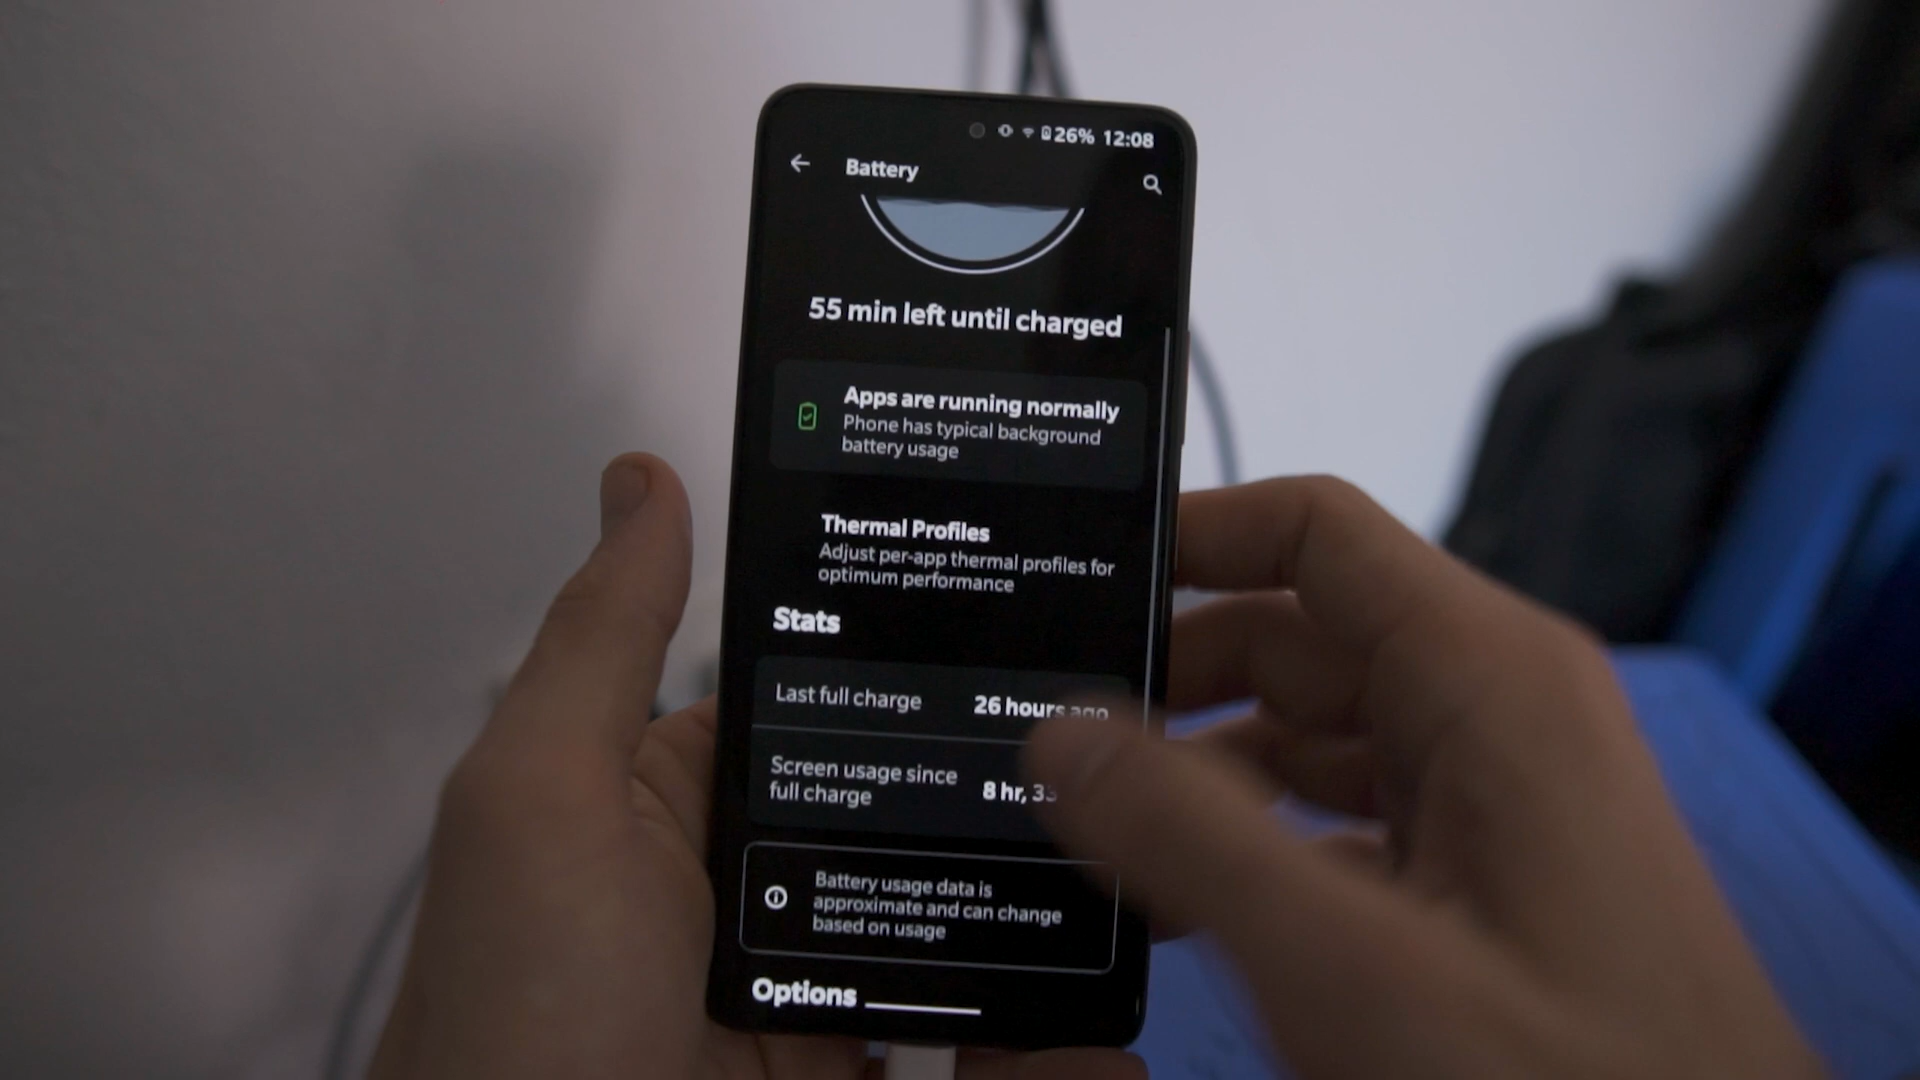 26% 12:08
Battery
55 min left until charged
Apps are running normally
Phone has typical background
battery usage
Thermal Profiles
Adjust per-app thermal profiles for
optimum performance
Stats
Last full charge 26 hours ago
Screen usage since
full charge 8 hr, 33
Battery usage data is
approximate and can change
based on usage
Options